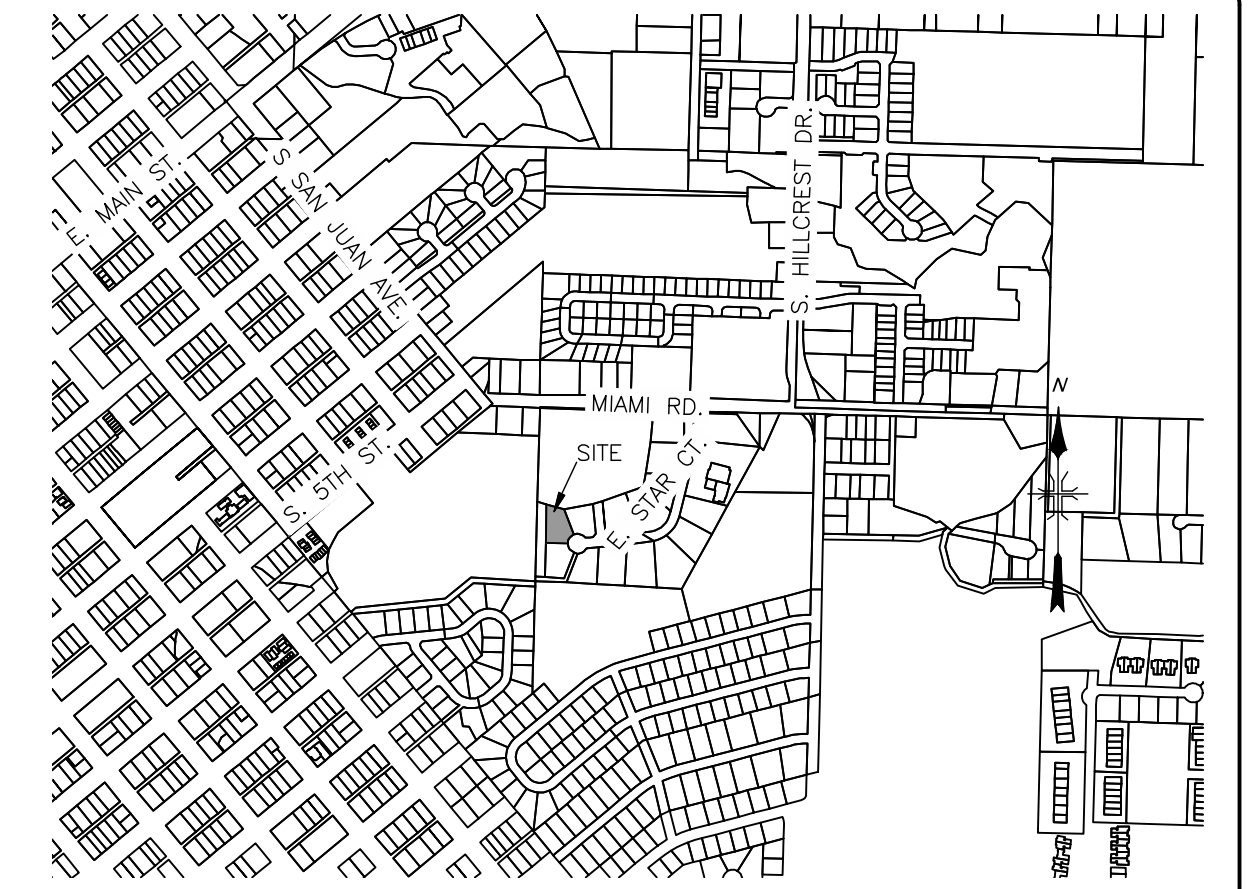 E. MAIN ST.
S SAN JUAN AVE.
S. HILLCREST DR.
N
MIAMI RD.
SITE
E. STAR CT.
S. 5TH ST.